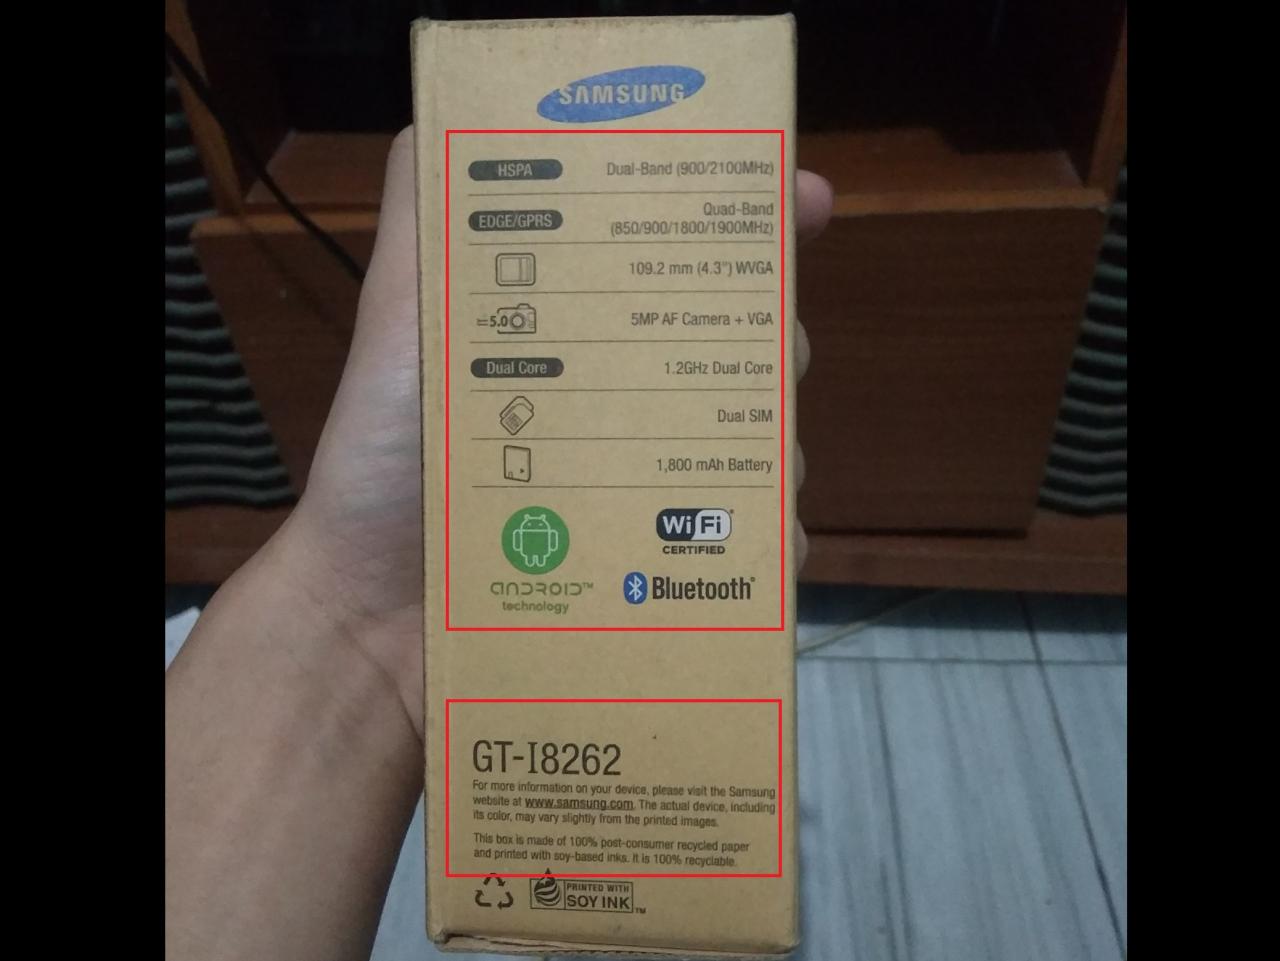 SAMSUNG
HSPA Dual-Band (900/2100MHz)
EDGE/GPRS Quad-Band
(850/900/1800/1900MHz)
109.2 mm (4.3") WVGA
5.0 5MP AF Camera + VGA
Dual Core 1.2GHz Dual Core
Dual SIM
1,800 mAh Battery
ANDROID™
technology
Wi Fi®
CERTIFIED
Bluetooth®
GT-I8262
For more information on your device, please visit the Samsung
website at www.samsung.com. The actual device, including
its color, may vary slightly from the printed images.
This box is made of 100% post-consumer recycled paper
and printed with soy-based inks. It is 100% recyclable.
PRINTED WITH
SOY INK™